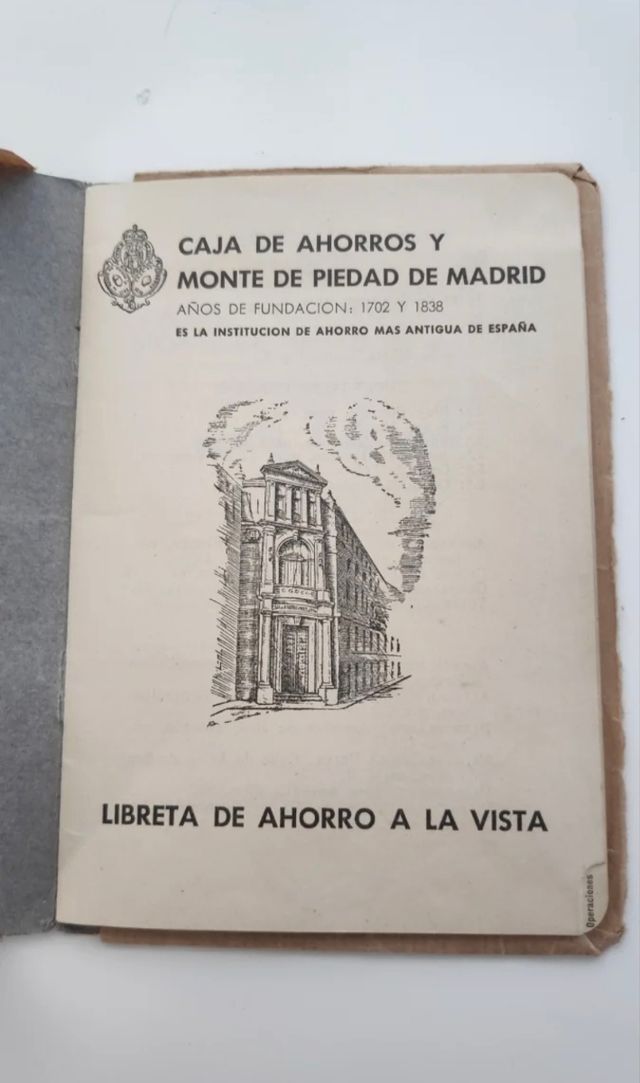 CAJA DE AHORROS Y
MONTE DE PIEDAD DE MADRID
AÑOS DE FUNDACION: 1702 Y 1838
ES LA INSTITUCION DE AHORRO MAS ANTIGUA DE ESPAÑA
LIBRETA DE AHORRO A LA VISTA
Operaciones